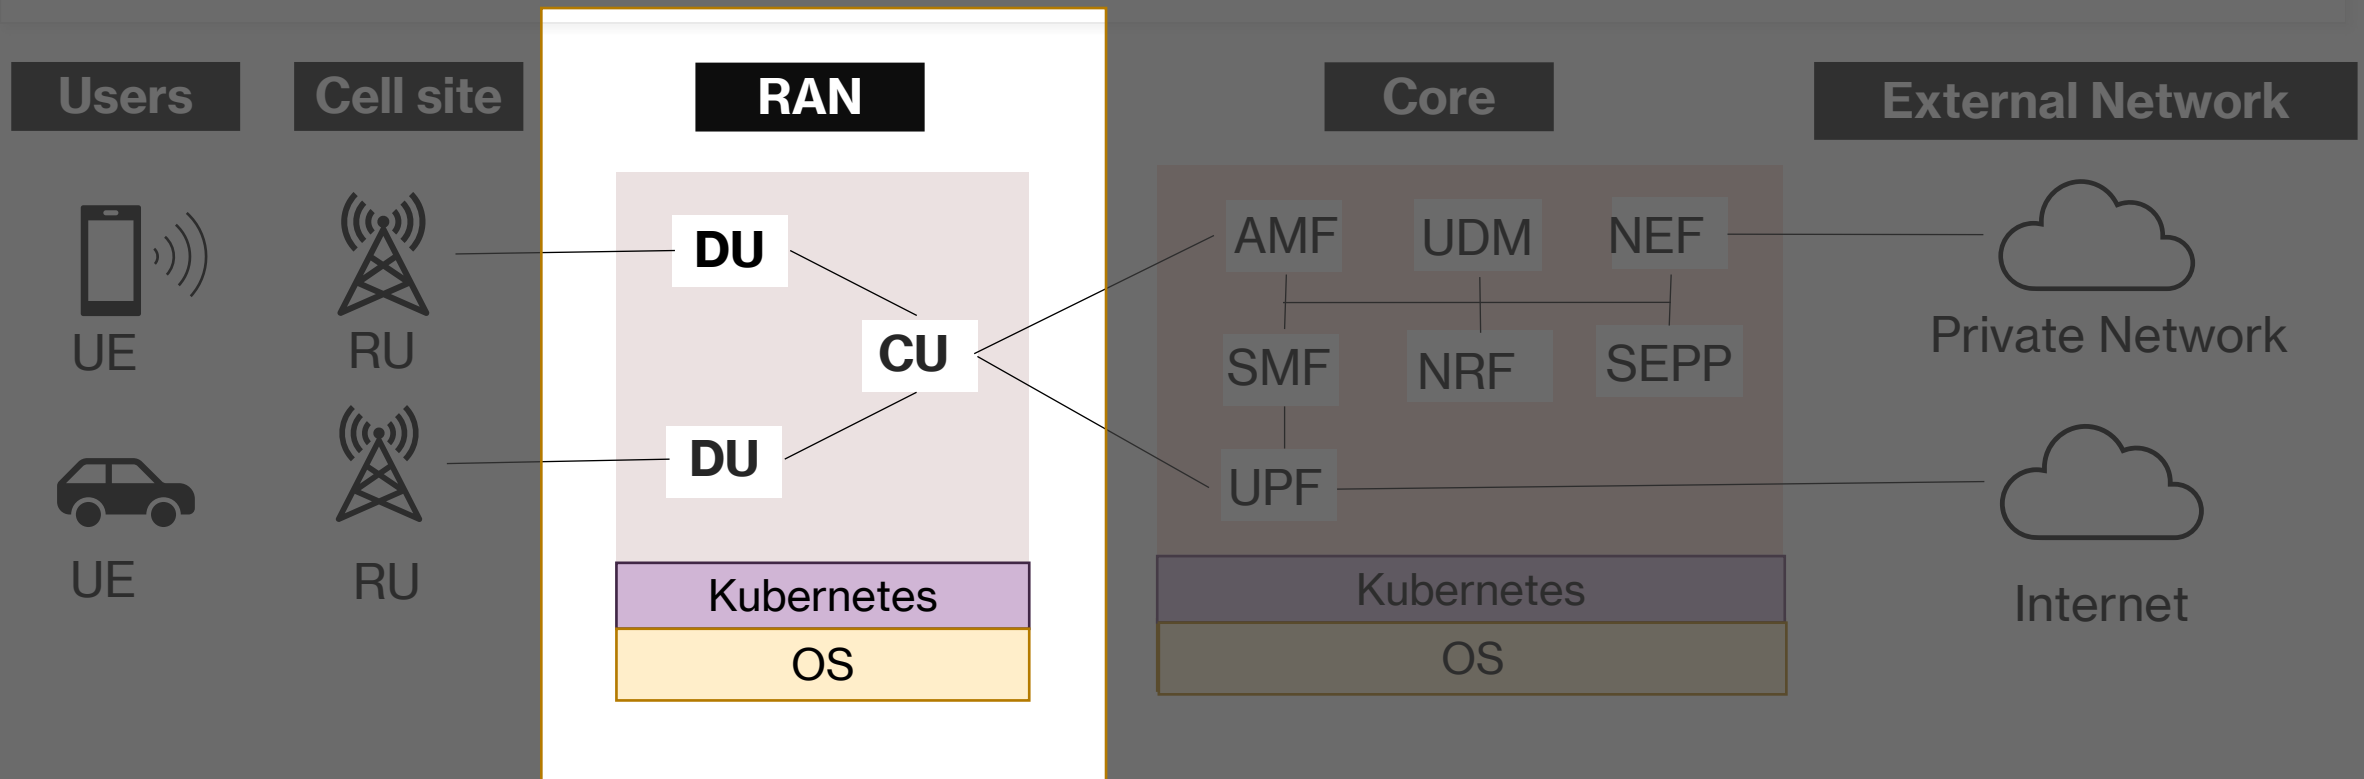 Users
Cell site
RAN
Core
External Network
UE
RU
UE
RU
DU
CU
DU
Kubernetes
OS
AMF
UDM
NEF
SMF
NRF
SEPP
UPF
Kubernetes
OS
Private Network
Internet